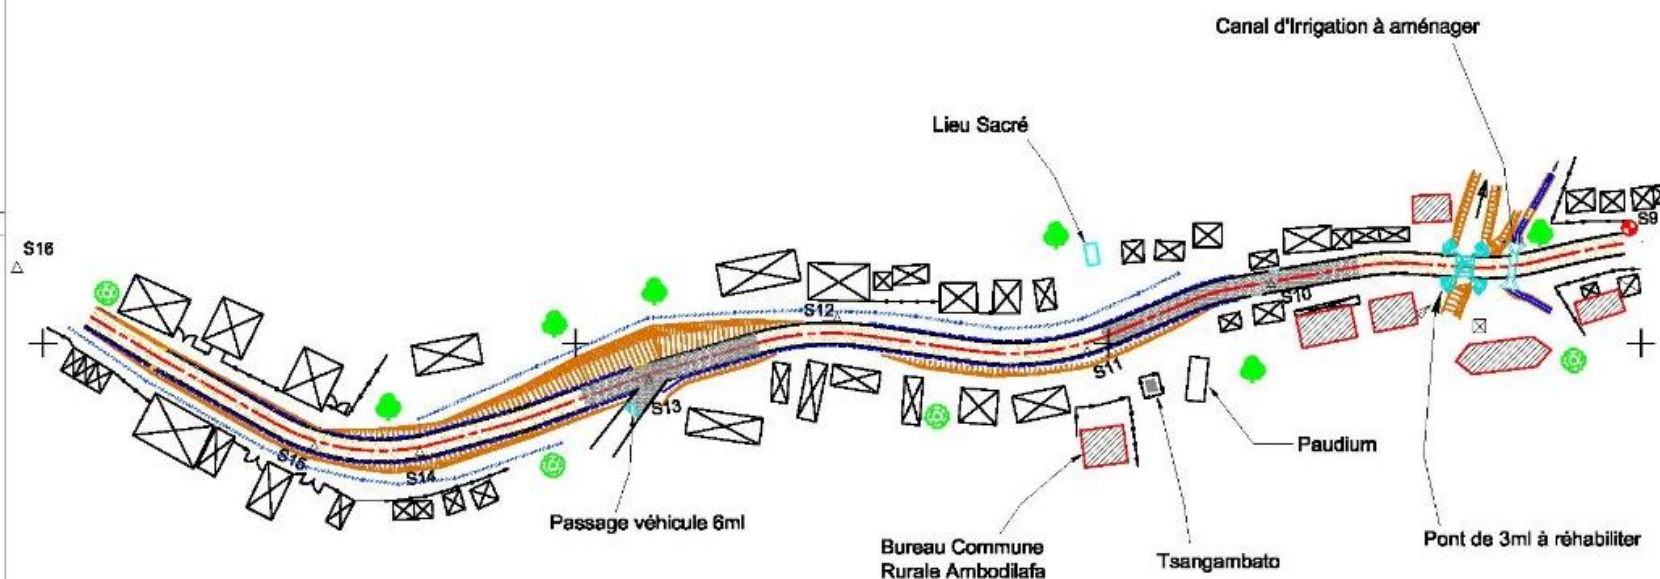 Canal d'Irrigation à aménager
Lieu Sacré
S9
S16
S10
S12
S11
S13
S15
S14
Paudium
Passage véhicule 6ml
Bureau Commune
Rurale Ambodilafa
Tsangambato
Pont de 3ml à réhabiliter